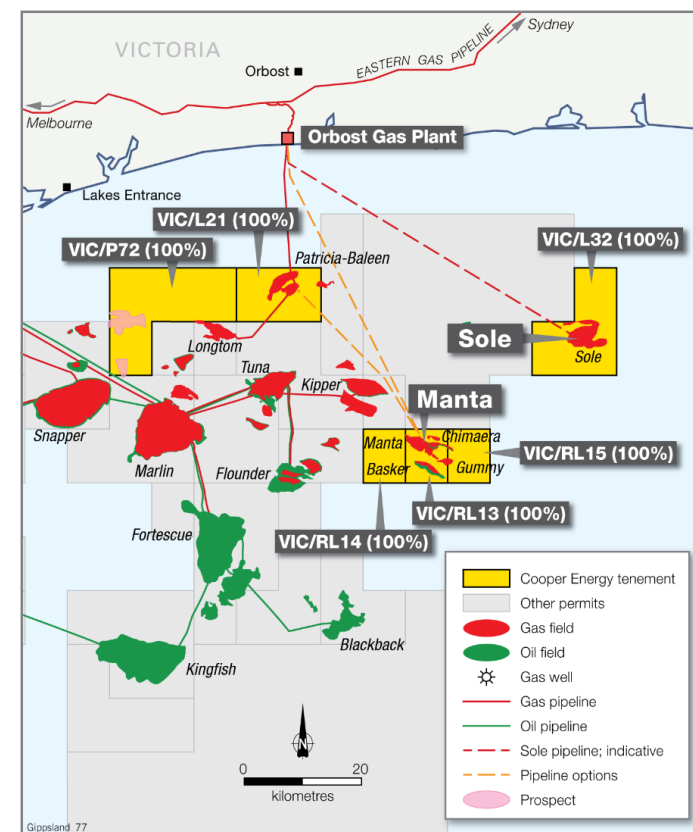 VICTORIA
Sydney
EASTERN GAS PIPELINE
Orbost
Melbourne
Orbost Gas Plant
Lakes Entrance
VIC/L21 (100%)
VIC/P72 (100%)
VIC/L32 (100%)
Patricia-Baleen
Longtom
Sole
Sole
Tuna
Kipper
Manta
Snapper
Marlin
Manta
Chimaera
VIC/RL15 (100%)
Flounder
Basker
Gummy
VIC/RL13 (100%)
Fortescue
VIC/RL14 (100%)
Blackback
Kingfish
Cooper Energy tenement
Other permits
Gas field
Oil field
Gas well
Gas pipeline
Oil pipeline
Sole pipeline; indicative
Pipeline options
Prospect
N
0 20
kilometres
Gippsland 77